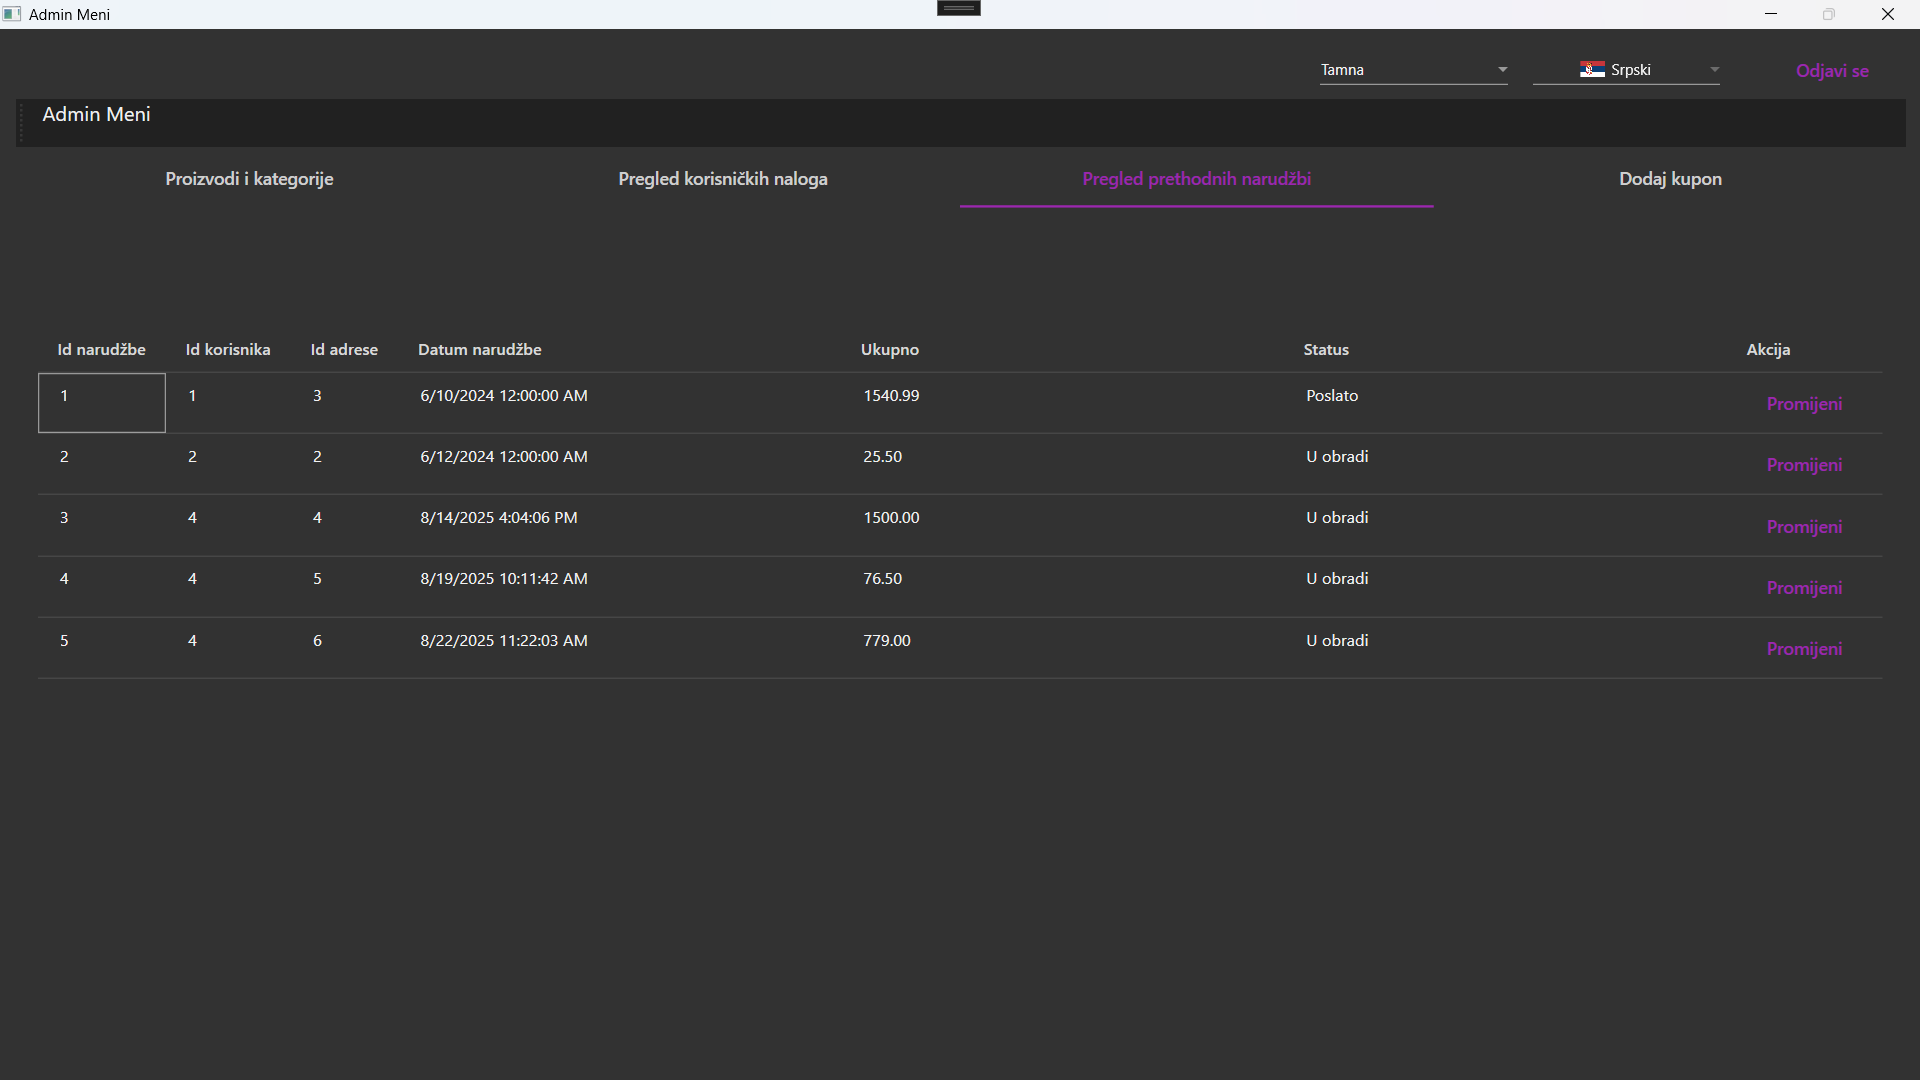 Admin Meni
Tamna Srpski Odjavi se
Admin Meni
Proizvodi i kategorije Pregled korisničkih naloga Pregled prethodnih narudžbi Dodaj kupon
Id narudžbe Id korisnika Id adrese Datum narudžbe Ukupno Status Akcija
1 1 3 6/10/2024 12:00:00 AM 1540.99 Poslato Promijeni
2 2 2 6/12/2024 12:00:00 AM 25.50 U obradi Promijeni
3 4 4 8/14/2025 4:04:06 PM 1500.00 U obradi Promijeni
4 4 5 8/19/2025 10:11:42 AM 76.50 U obradi Promijeni
5 4 6 8/22/2025 11:22:03 AM 779.00 U obradi Promijeni